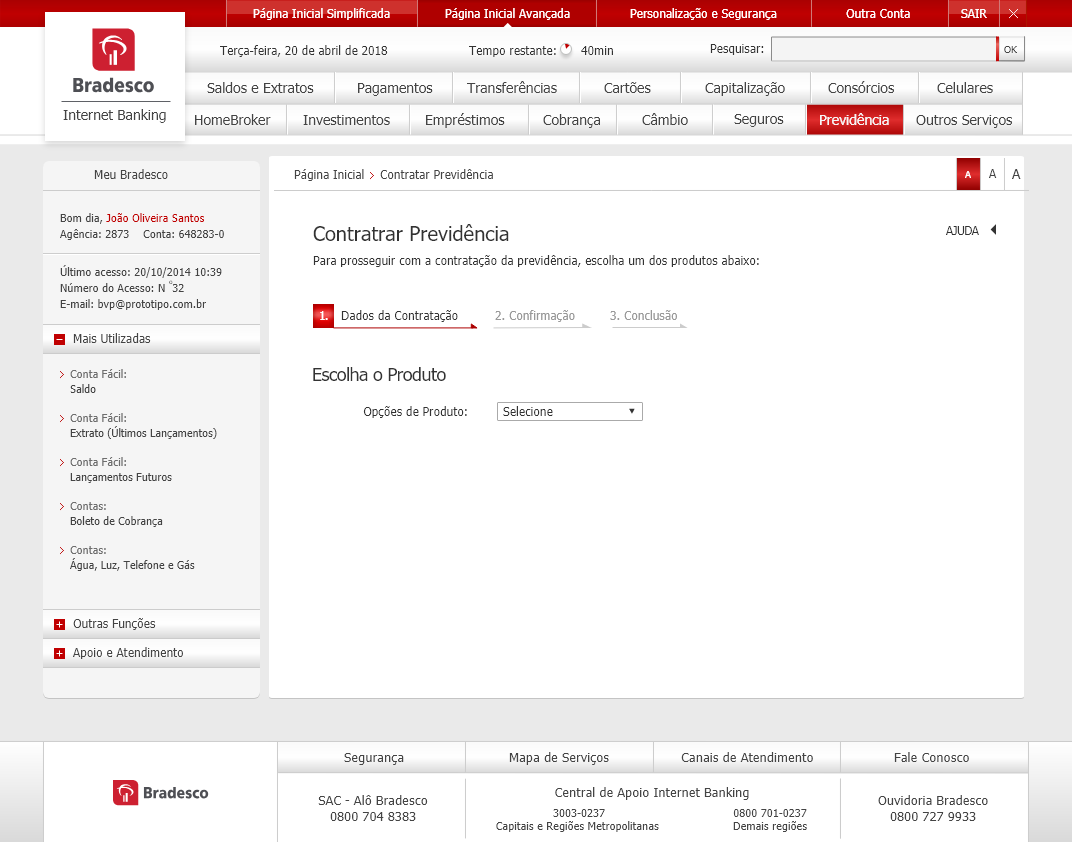 Página Inicial Simplificada
Página Inicial Avançada
Personalização e Segurança
Outra Conta
SAIR
Bradesco
Internet Banking
Terça-feira, 20 de abril de 2018
Tempo restante: 40min
Pesquisar:
OK
Saldos e Extratos
Pagamentos
Transferências
Cartões
Capitalização
Consórcios
Celulares
HomeBroker
Investimentos
Empréstimos
Cobrança
Câmbio
Seguros
Previdência
Outros Serviços
Meu Bradesco
Bom dia, João Oliveira Santos
Agência: 2873 Conta: 648283-0
Último acesso: 20/10/2014 10:39
Número do Acesso: N °32
E-mail: bvp@prototipo.com.br
Mais Utilizadas
Conta Fácil:
Saldo
Conta Fácil:
Extrato (Últimos Lançamentos)
Conta Fácil:
Lançamentos Futuros
Contas:
Boleto de Cobrança
Contas:
Água, Luz, Telefone e Gás
Outras Funções
Apoio e Atendimento
Página Inicial > Contratar Previdência
A A A
Contratrar Previdência
AJUDA
Para prosseguir com a contratação da previdência, escolha um dos produtos abaixo:
1. Dados da Contratação
2. Confirmação
3. Conclusão
Escolha o Produto
Opções de Produto: Selecione
Bradesco
Segurança
Mapa de Serviços
Canais de Atendimento
Fale Conosco
SAC - Alô Bradesco
0800 704 8383
Central de Apoio Internet Banking
3003-0237
Capitais e Regiões Metropolitanas
0800 701-0237
Demais regiões
Ouvidoria Bradesco
0800 727 9933